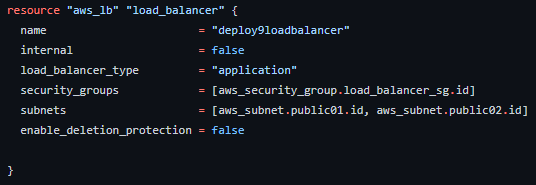 resource "aws_lb" "load_balancer" {
  name                       = "deploy9loadbalancer"
  internal                   = false
  load_balancer_type         = "application"
  security_groups            = [aws_security_group.load_balancer_sg.id]
  subnets                    = [aws_subnet.public01.id, aws_subnet.public02.id]
  enable_deletion_protection = false

}